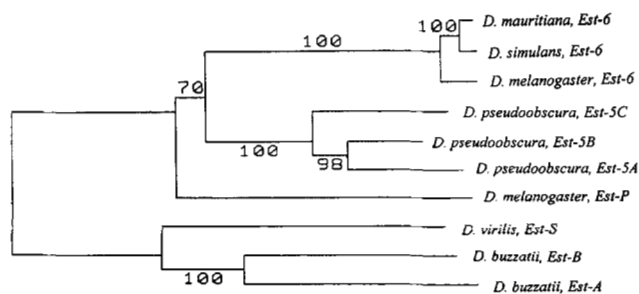 100 D. mauritiana, Est-6
100 D. simulans, Est-6
D. melanogaster, Est-6
70
D. pseudoobscura, Est-5C
100 D. pseudoobscura, Est-5B
98 D. pseudoobscura, Est-5A
D. melanogaster, Est-P
D. virilis, Est-S
D. buzzatii, Est-B
100
D. buzzatii, Est-A